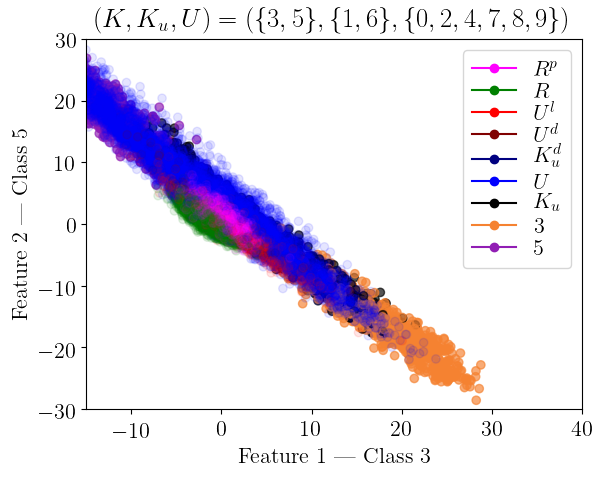 (K, K_u, U) = ({3, 5}, {1, 6}, {0, 2, 4, 7, 8, 9})
30
20
10
0
−10
−20
−30
Feature 2 — Class 5
R^p
R
U^l
U^d
K_u^d
U
K_u
3
5
−10
0
10
20
30
40
Feature 1 — Class 3